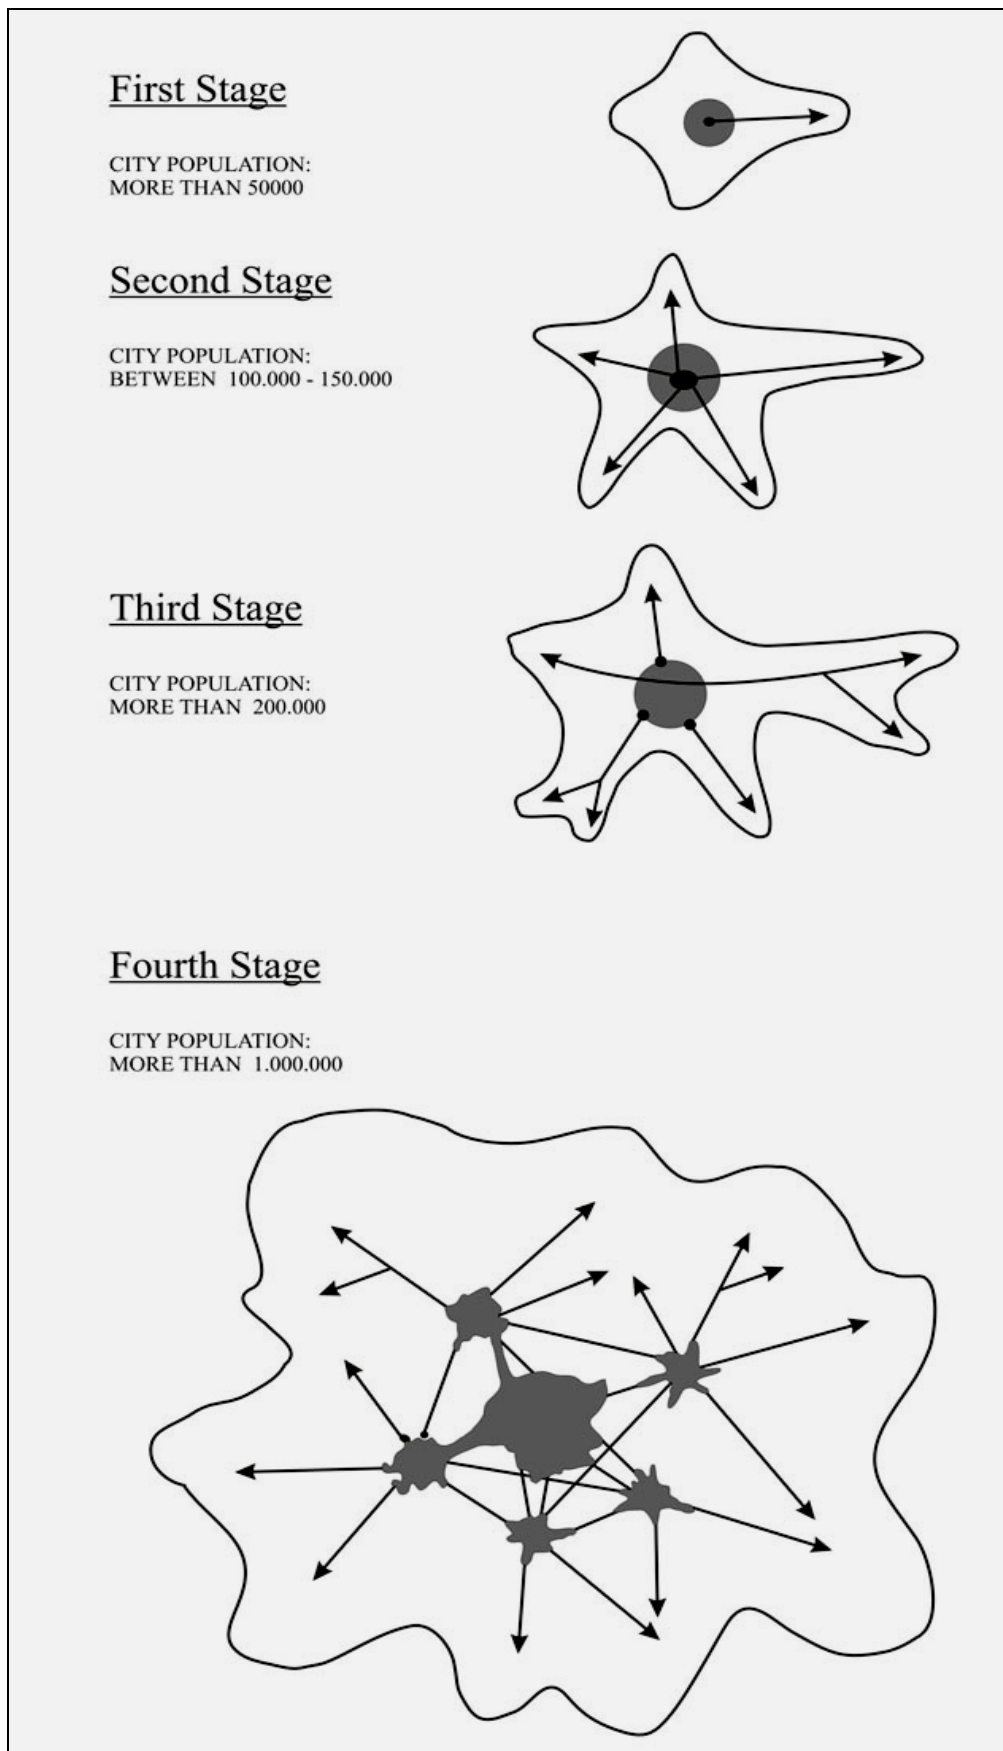 First Stage
CITY POPULATION:
MORE THAN 50000
Second Stage
CITY POPULATION:
BETWEEN 100.000 - 150.000
Third Stage
CITY POPULATION:
MORE THAN 200.000
Fourth Stage
CITY POPULATION:
MORE THAN 1.000.000